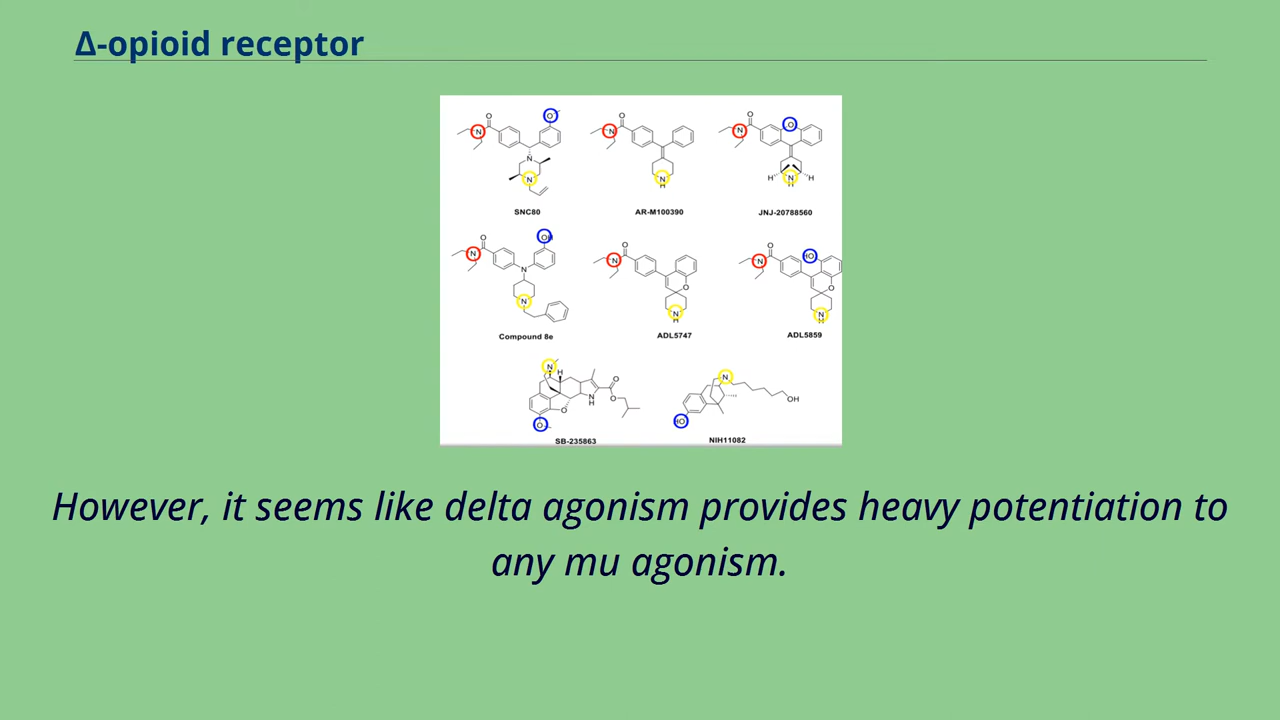 Δ-opioid receptor
SNC80
AR-M100390
JNJ-20788560
Compound 8e
ADL5747
ADL5859
SB-235863
NIH11082
However, it seems like delta agonism provides heavy potentiation to
any mu agonism.